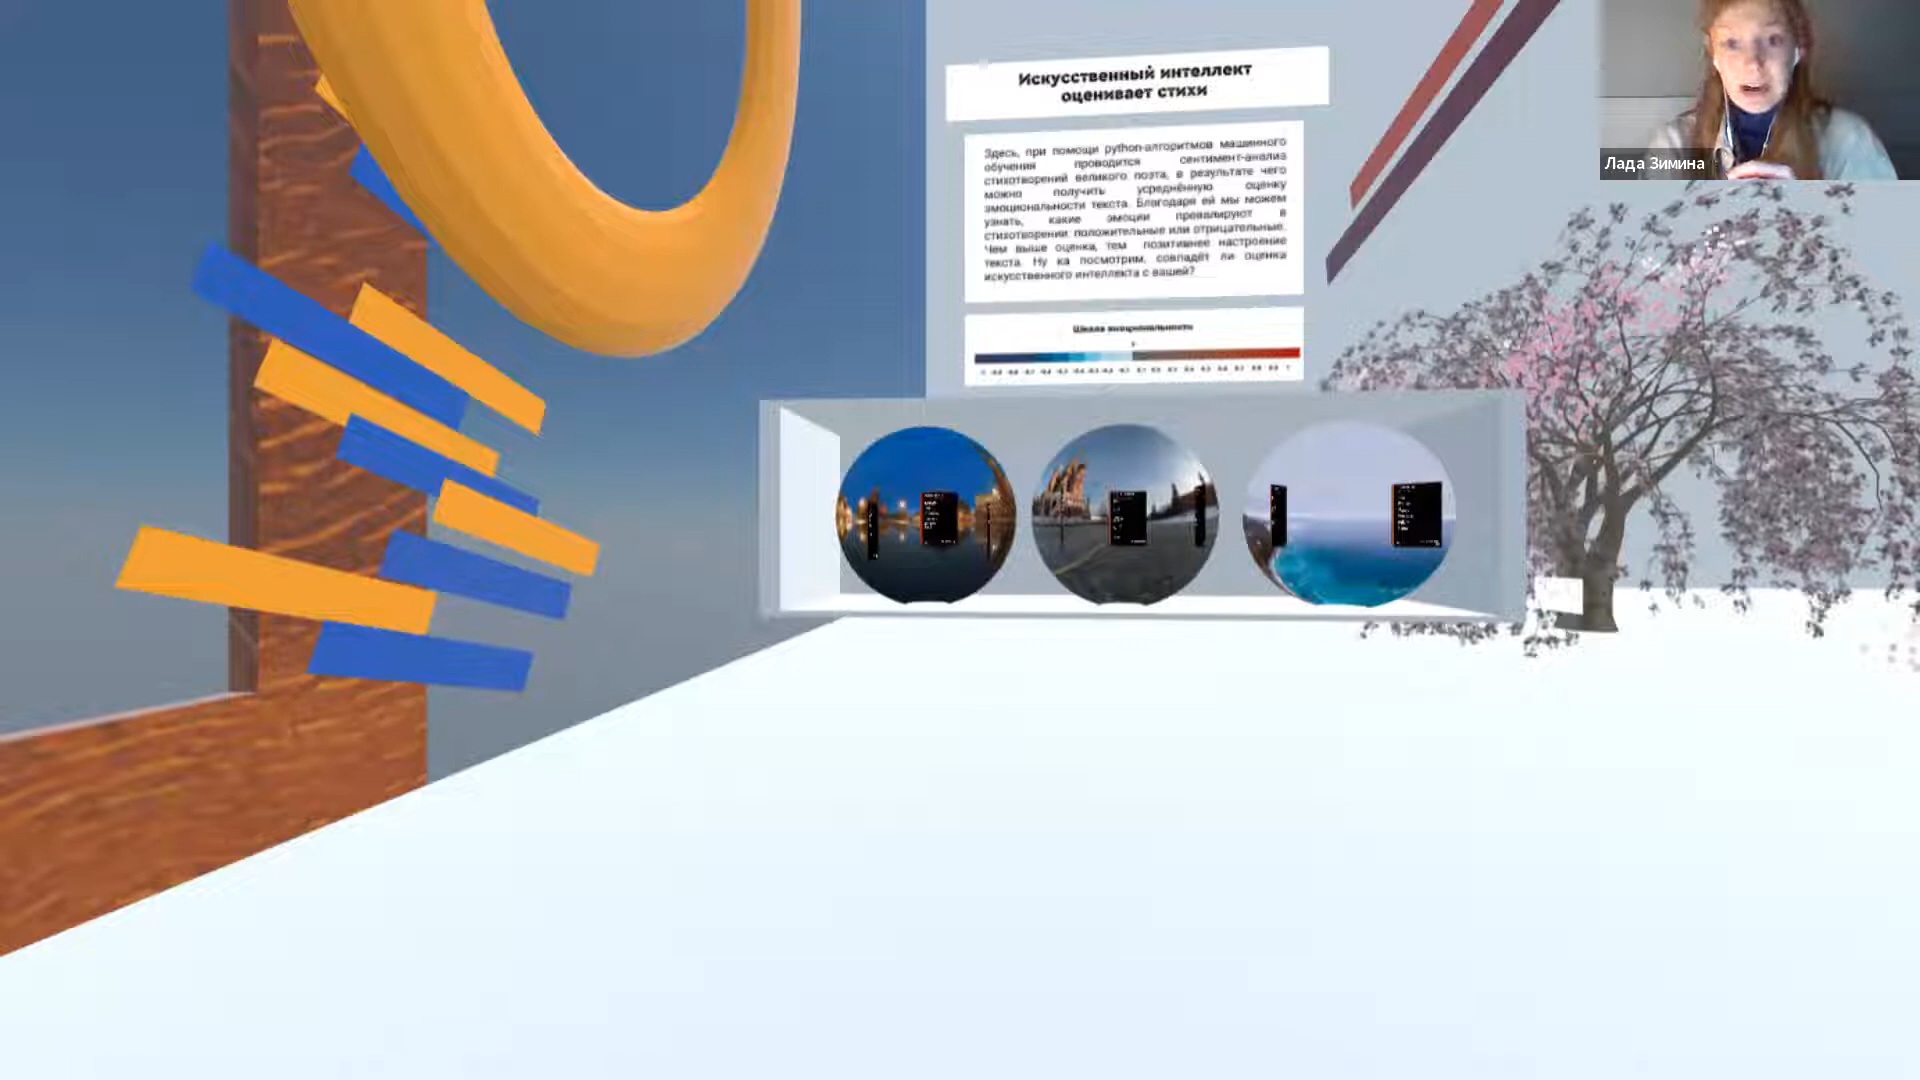 Искусственный интеллект
оценивает стихи
Здесь, при помощи python-алгоритмов машинного
обучения проводится сентимент-анализ
стихотворений великого поэта, в результате чего
можно получить усреднённую оценку
эмоциональности текста. Благодаря ей мы можем
узнать, какие эмоции превалируют в
стихотворении: положительные или отрицательные.
Чем выше оценка, тем позитивнее настроение
текста. Ну ка посмотрим, совпадёт ли оценка
искусственного интеллекта с вашей?
Шкала эмоциональности
Лада Зимина